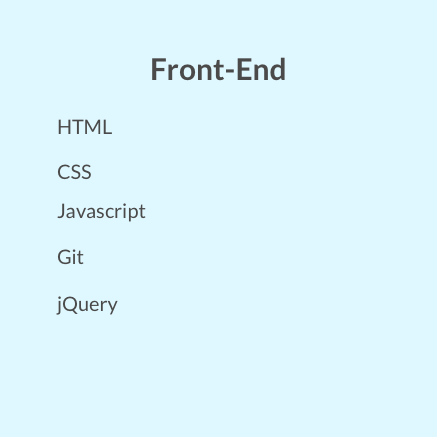 Front-End
HTML
CSS
Javascript
Git
jQuery